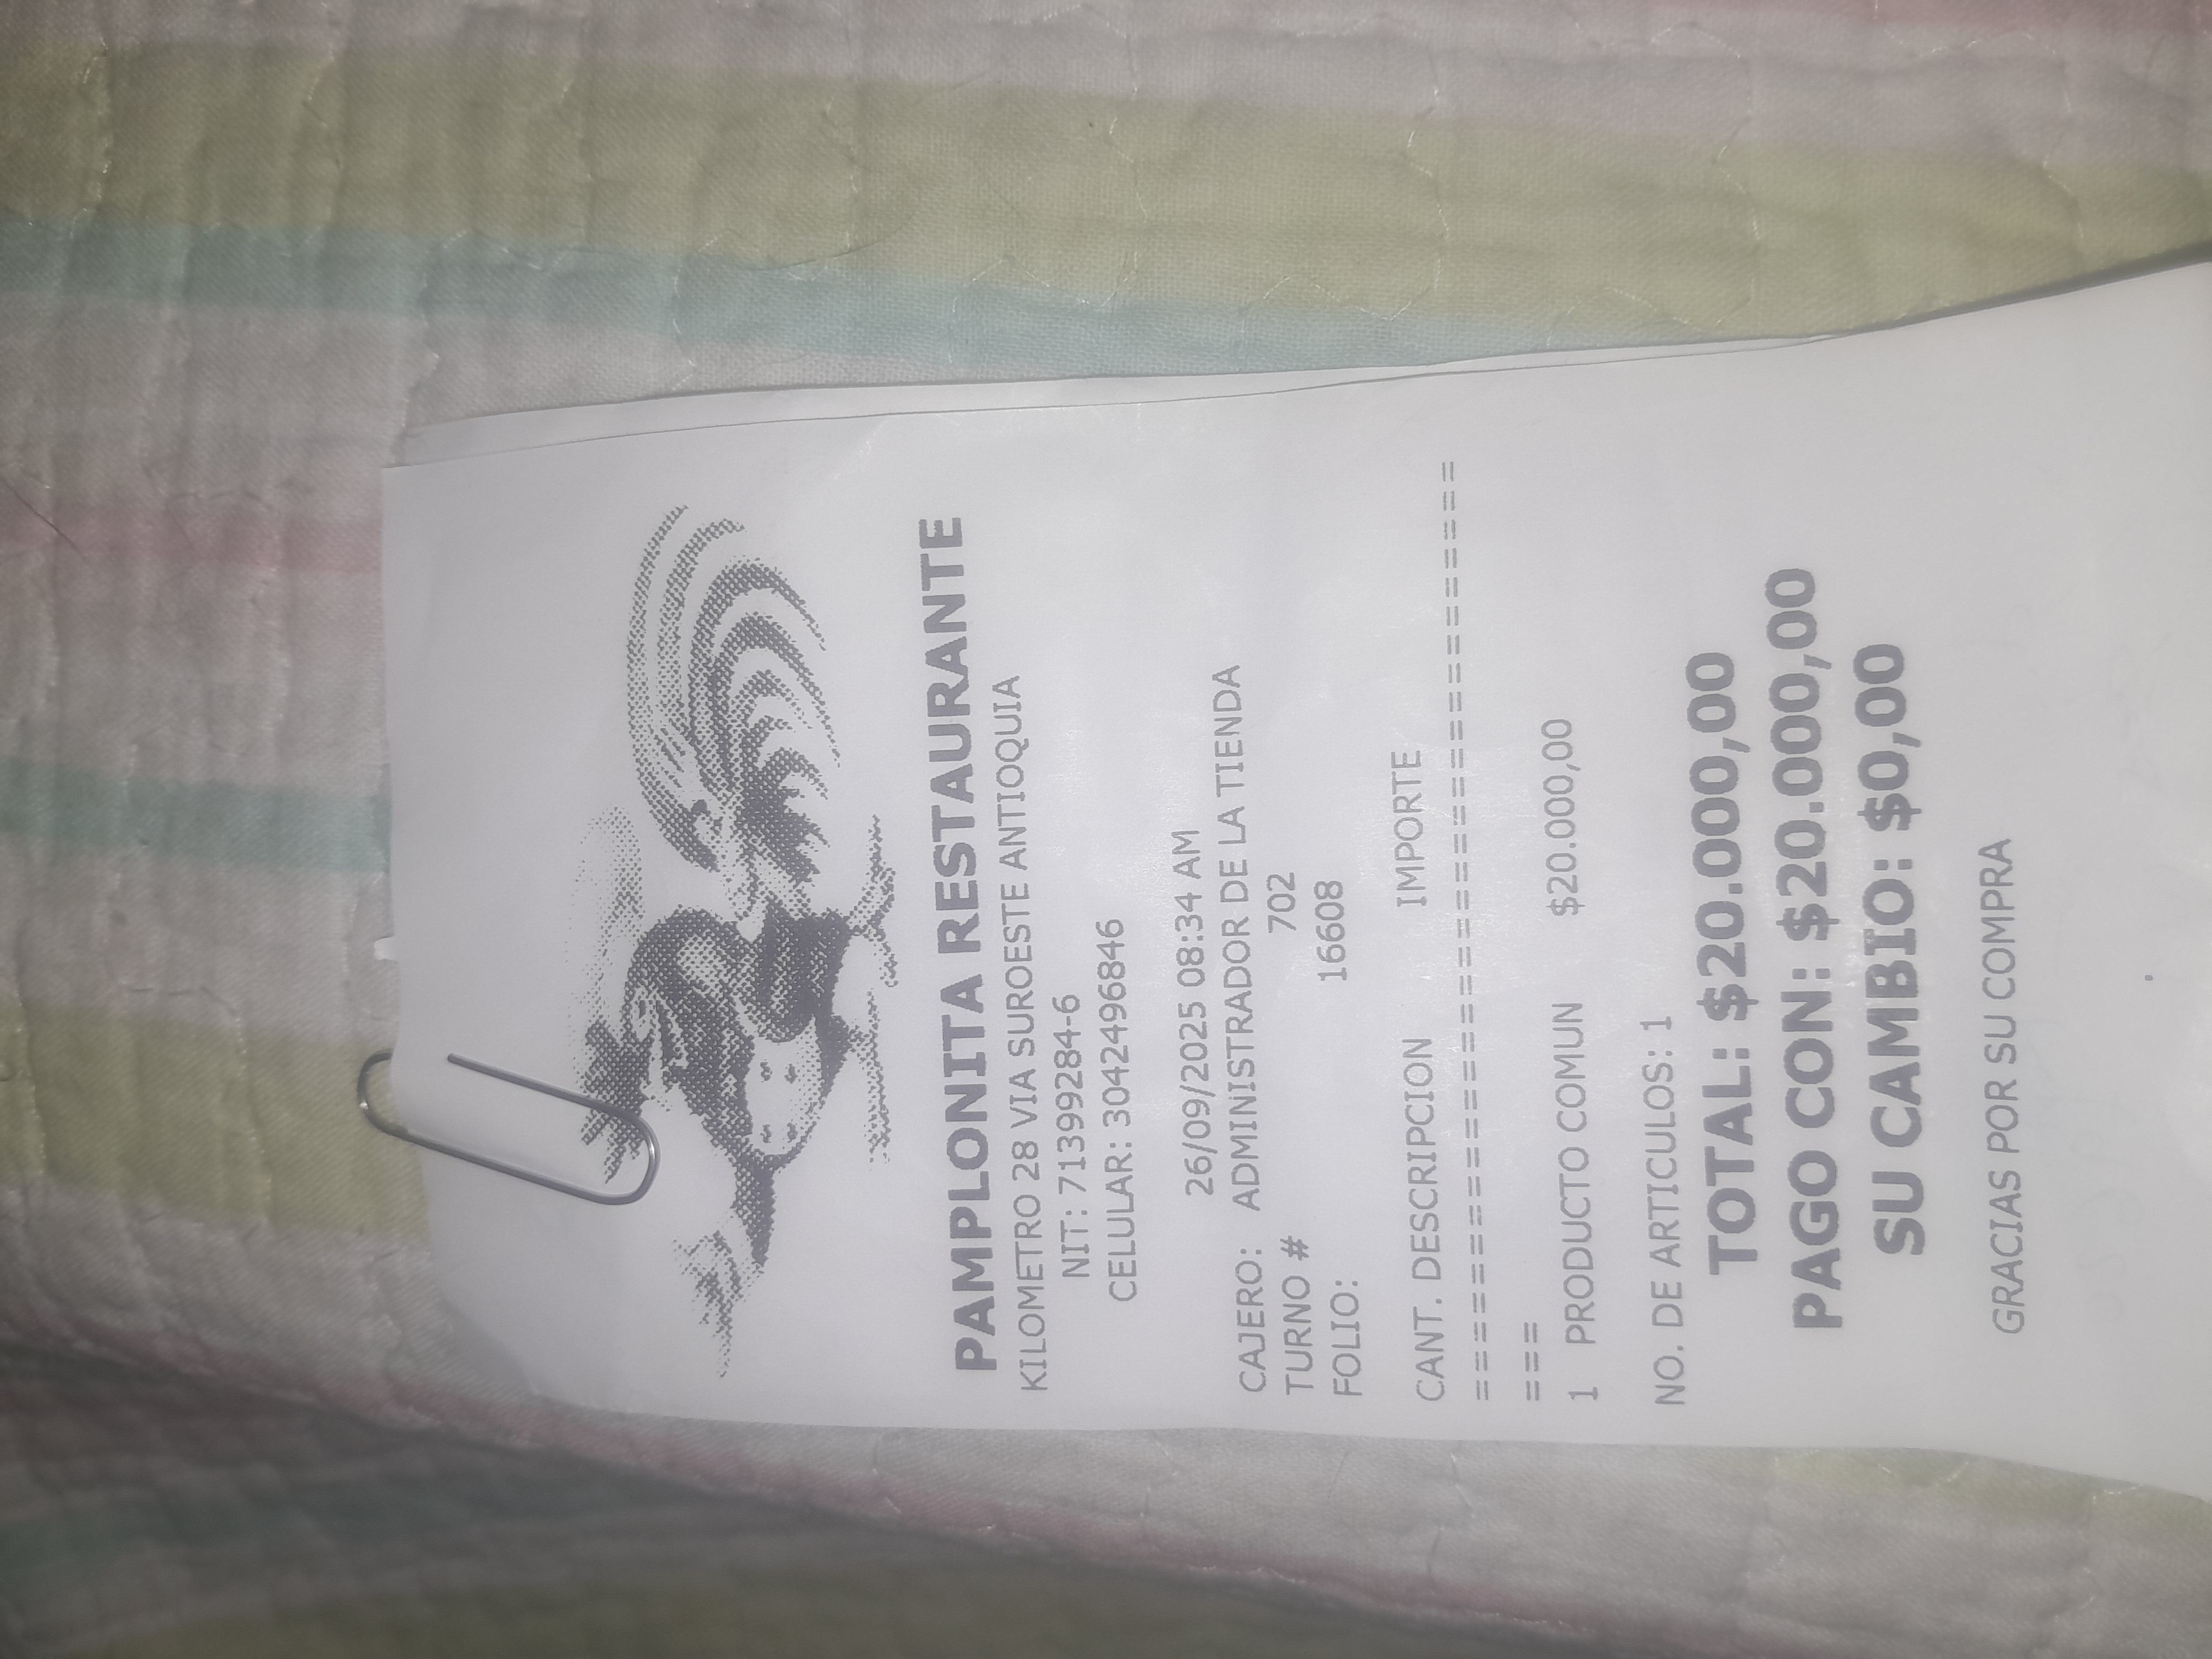 PAMPLONITA RESTAURANTE
KILOMETRO 28 VIA SUROESTE ANTIOQUIA
NIT: 71399284-6
CELULAR: 3042496846
26/09/2025 08:34 AM
CAJERO: ADMINISTRADOR DE LA TIENDA
TURNO # 702
FOLIO: 16608
CANT. DESCRIPCION IMPORTE
======================================
===
1 PRODUCTO COMUN $20.000,00
NO. DE ARTICULOS: 1
TOTAL: $20.000,00
PAGO CON: $20.000,00
SU CAMBIO: $0,00
GRACIAS POR SU COMPRA